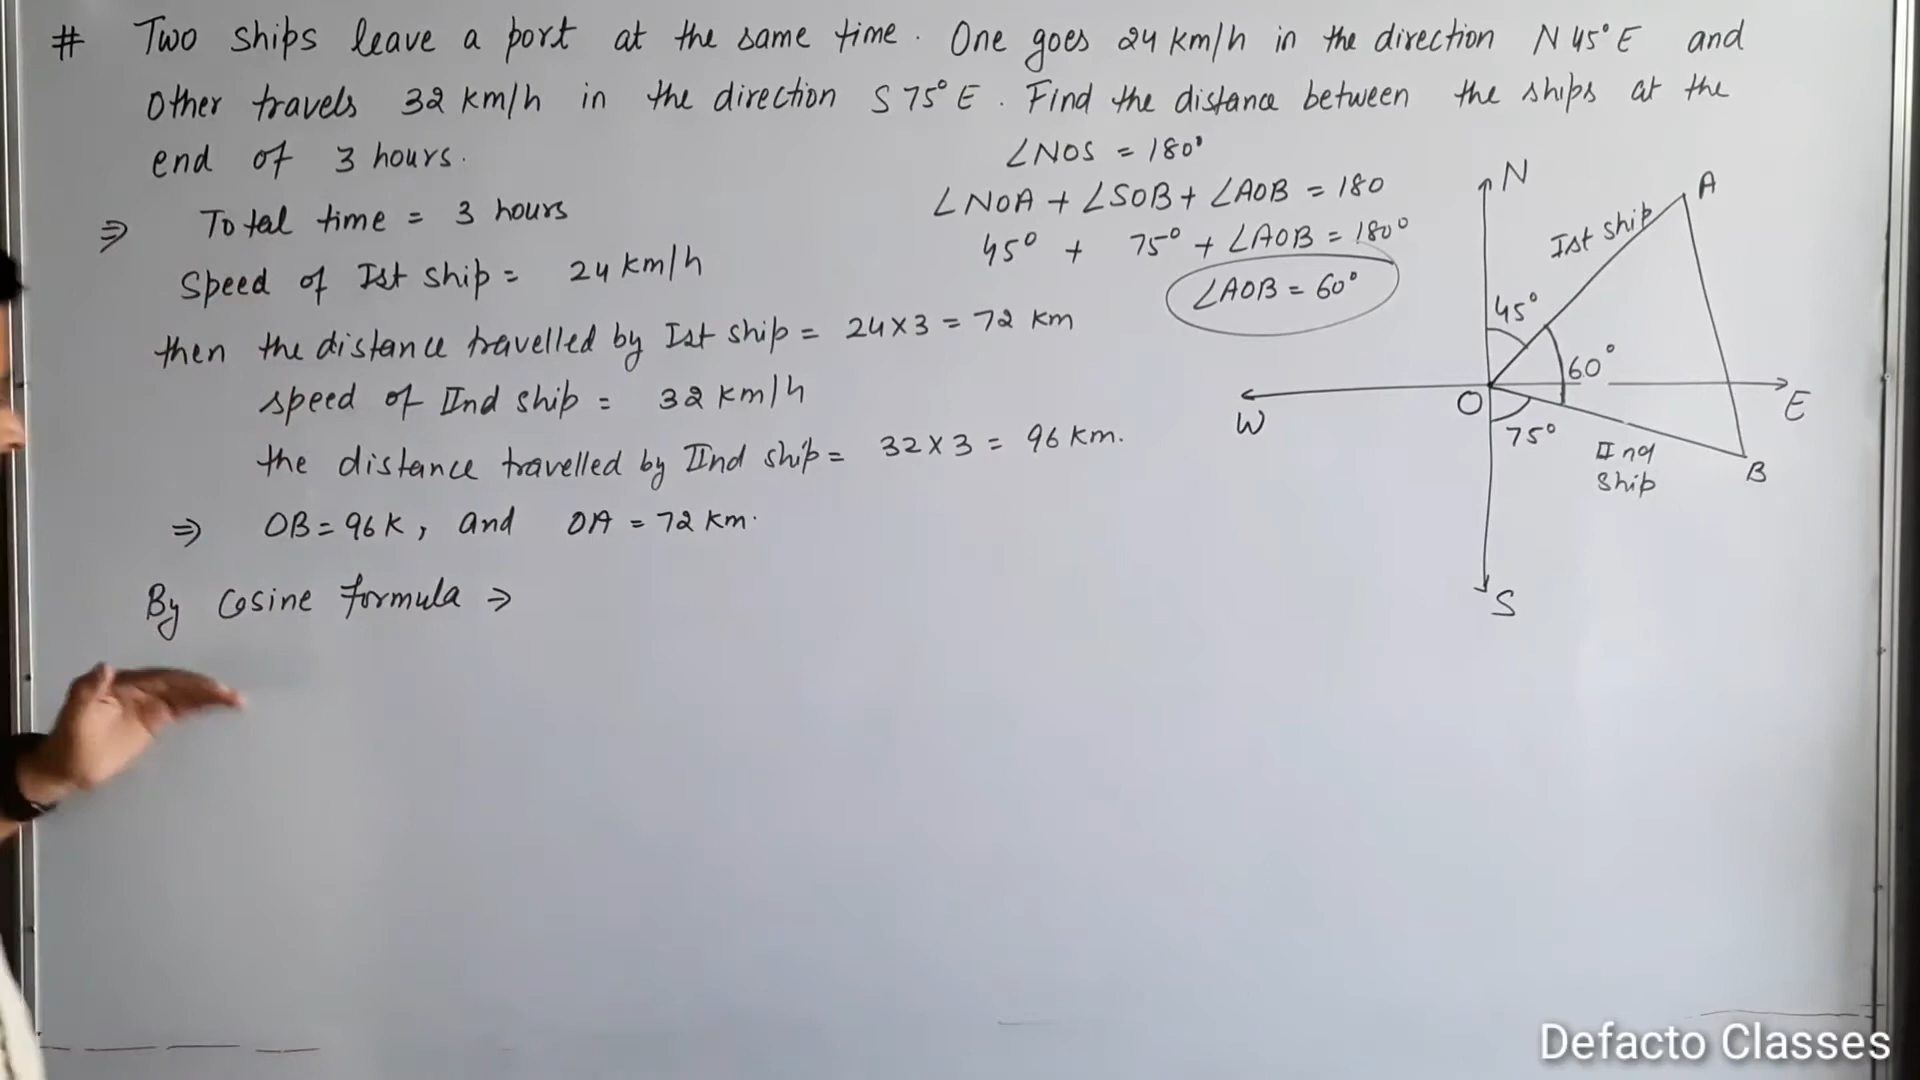 # Two ships leave a port at the same time. One goes 24 km/h in the direction N 45° E and
other travels 32 km/h in the direction S 75° E. Find the distance between the ships at the
end of 3 hours.
∠NOS = 180°
∠NOA + ∠SOB + ∠AOB = 180
45° + 75° + ∠AOB = 180°
∠AOB = 60°
⇒ Total time = 3 hours
Speed of Ist ship = 24 km/h
then the distance travelled by Ist ship = 24 × 3 = 72 km
speed of IInd ship = 32 km/h
the distance travelled by IInd ship = 32 × 3 = 96 km.
⇒ OB = 96 K, and OA = 72 km.
By Cosine formula ⇒
N
A
Ist ship
45°
60°
O
W
E
75°
IInd
ship
B
S
Defacto Classes